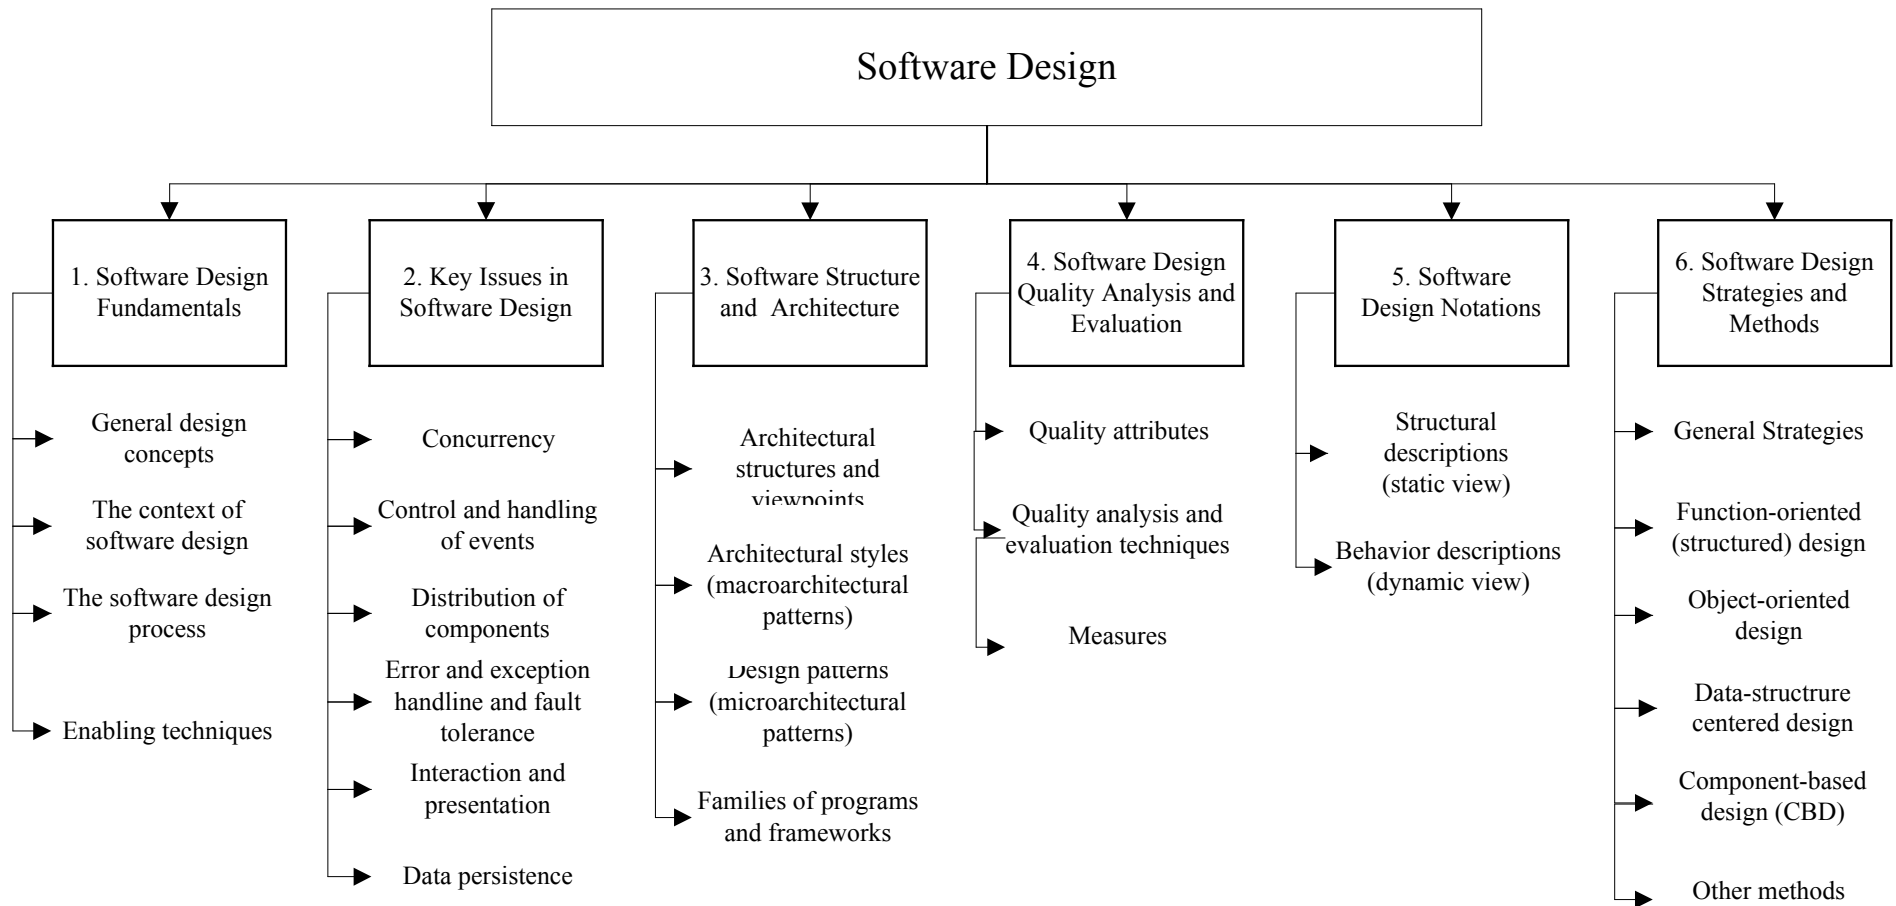 Software Design
1. Software Design
Fundamentals
General design
concepts
The context of
software design
The software design
process
Enabling techniques
2. Key Issues in
Software Design
Concurrency
Control and handling
of events
Distribution of
components
Error and exception
handline and fault
tolerance
Interaction and
presentation
Data persistence
3. Software Structure
and Architecture
Architectural
structures and
viewpoints
Architectural styles
(macroarchitectural
patterns)
Design patterns
(microarchitectural
patterns)
Families of programs
and frameworks
4. Software Design
Quality Analysis and
Evaluation
Quality attributes
Quality analysis and
evaluation techniques
Measures
5. Software
Design Notations
Structural
descriptions
(static view)
Behavior descriptions
(dynamic view)
6. Software Design
Strategies and
Methods
General Strategies
Function-oriented
(structured) design
Object-oriented
design
Data-structrure
centered design
Component-based
design (CBD)
Other methods